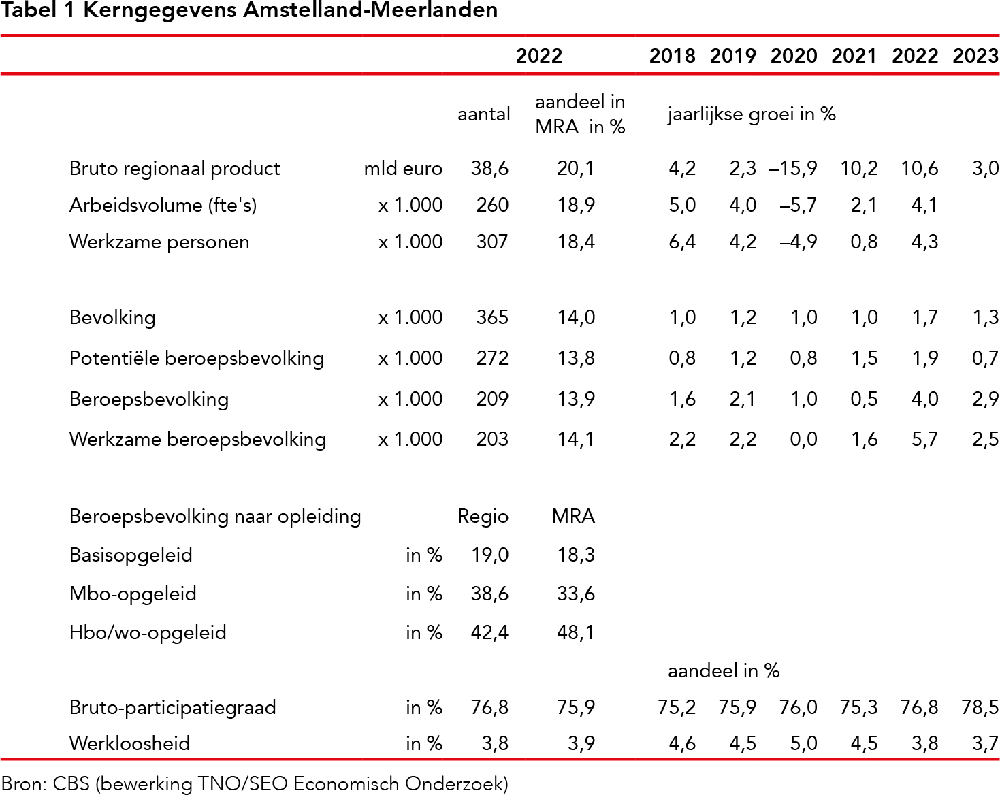 Tabel 1 Kerngegevens Amstelland-Meerlanden
2022 2018 2019 2020 2021 2022 2023
aantal aandeel in MRA in % jaarlijkse groei in %
Bruto regionaal product mld euro 38,6 20,1 4,2 2,3 –15,9 10,2 10,6 3,0
Arbeidsvolume (fte's) x 1.000 260 18,9 5,0 4,0 –5,7 2,1 4,1
Werkzame personen x 1.000 307 18,4 6,4 4,2 –4,9 0,8 4,3
Bevolking x 1.000 365 14,0 1,0 1,2 1,0 1,0 1,7 1,3
Potentiële beroepsbevolking x 1.000 272 13,8 0,8 1,2 0,8 1,5 1,9 0,7
Beroepsbevolking x 1.000 209 13,9 1,6 2,1 1,0 0,5 4,0 2,9
Werkzame beroepsbevolking x 1.000 203 14,1 2,2 2,2 0,0 1,6 5,7 2,5
Beroepsbevolking naar opleiding Regio MRA
Basisopgeleid in % 19,0 18,3
Mbo-opgeleid in % 38,6 33,6
Hbo/wo-opgeleid in % 42,4 48,1
aandeel in %
Bruto-participatiegraad in % 76,8 75,9 75,2 75,9 76,0 75,3 76,8 78,5
Werkloosheid in % 3,8 3,9 4,6 4,5 5,0 4,5 3,8 3,7
Bron: CBS (bewerking TNO/SEO Economisch Onderzoek)